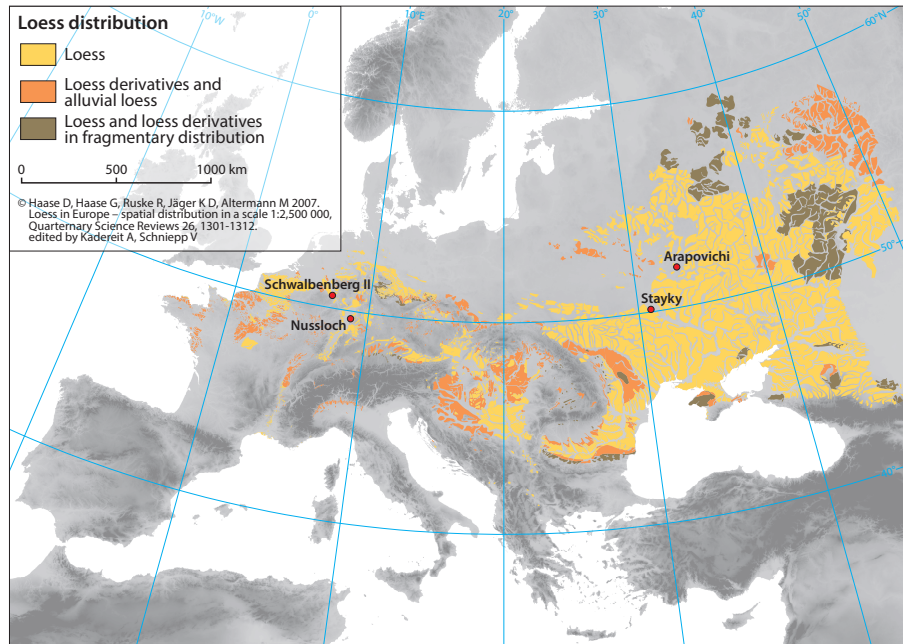 Loess distribution
Loess
Loess derivatives and
alluvial loess
Loess and loess derivatives
in fragmentary distribution
0 500 1000 km
© Haase D, Haase G, Ruske R, Jäger K D, Altermann M 2007.
Loess in Europe – spatial distribution in a scale 1:2,500 000,
Quarternary Science Reviews 26, 1301-1312.
edited by Kadereit A, Schniepp V
10°W
0°
10°E
20°
30°
40°
50°
60°N
50°
40°
Arapovichi
Schwalbenberg II
Stayky
Nussloch